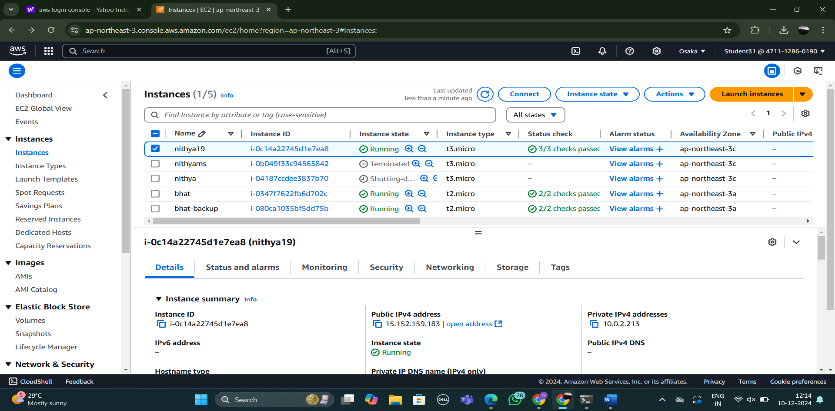 aws login console - Yahoo Indi
Instances | EC2 | ap-northeast-3
ap-northeast-3.console.aws.amazon.com/ec2/home?region=ap-northeast-3#Instances:
aws
Search [Alt+S]
Osaka
Student31 @ 4711-1286-0190
Dashboard
EC2 Global View
Events
Instances
Instances
Instance Types
Launch Templates
Spot Requests
Savings Plans
Reserved Instances
Dedicated Hosts
Capacity Reservations
Images
AMIs
AMI Catalog
Elastic Block Store
Volumes
Snapshots
Lifecycle Manager
Network & Security
Instances (1/5) Info
Last updated
less than a minute ago
Connect
Instance state
Actions
Launch instances
Find Instance by attribute or tag (case-sensitive)
All states
1
Name Instance ID Instance state Instance type Status check Alarm status Availability Zone Public IPv4
nithya19 i-0c14a22745d1e7ea8 Running t3.micro 3/3 checks passed View alarms + ap-northeast-3c –
nithyams i-0b049f33c94565842 Terminated t3.micro – View alarms + ap-northeast-3c –
nithya i-04187ccdee3837b70 Shutting-d... t3.micro – View alarms + ap-northeast-3c –
bhat i-0347f7622fb6d702c Running t2.micro 2/2 checks passed View alarms + ap-northeast-3a –
bhat-backup i-080ca1035bf5dd75b Running t2.micro 2/2 checks passed View alarms + ap-northeast-3a –
i-0c14a22745d1e7ea8 (nithya19)
Details Status and alarms Monitoring Security Networking Storage Tags
Instance summary Info
Instance ID
i-0c14a22745d1e7ea8
Public IPv4 address
15.152.159.183 | open address
Private IPv4 addresses
10.0.2.213
IPv6 address
–
Instance state
Running
Public IPv4 DNS
–
Hostname type
Private IP DNS name (IPv4 only)
CloudShell Feedback
© 2024, Amazon Web Services, Inc. or its affiliates. Privacy Terms Cookie preferences
29°C
Mostly sunny
Search
ENG
IN
12:14
10-12-2024